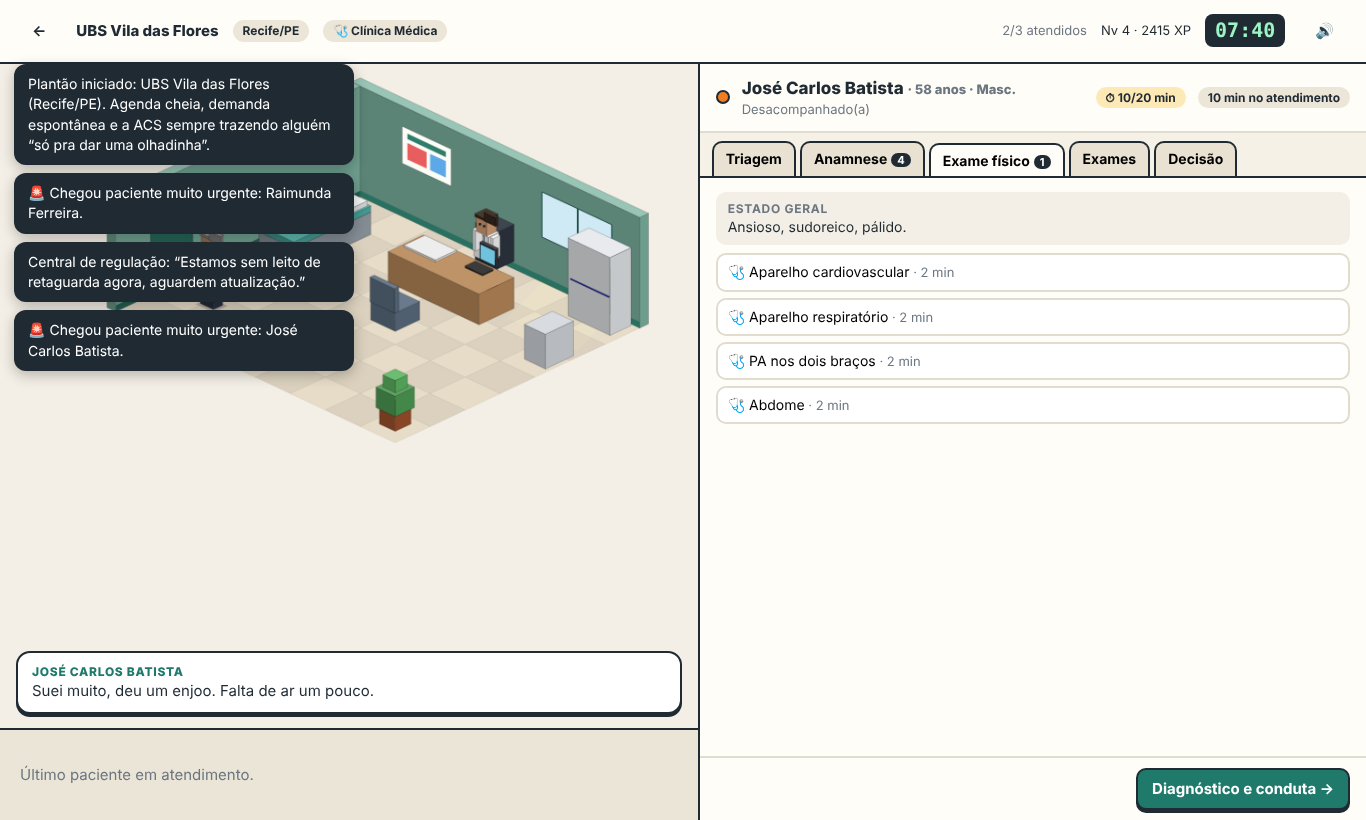 ← UBS Vila das Flores Recife/PE 🩺 Clínica Médica 2/3 atendidos Nv 4 · 2415 XP 07:40 🔊
Plantão iniciado: UBS Vila das Flores
(Recife/PE). Agenda cheia, demanda
espontânea e a ACS sempre trazendo alguém
“só pra dar uma olhadinha”.
🚨 Chegou paciente muito urgente: Raimunda
Ferreira.
Central de regulação: “Estamos sem leito de
retaguarda agora, aguardem atualização.”
🚨 Chegou paciente muito urgente: José
Carlos Batista.
JOSÉ CARLOS BATISTA
Suei muito, deu um enjoo. Falta de ar um pouco.
Último paciente em atendimento.
José Carlos Batista · 58 anos · Masc.
Desacompanhado(a)
⏱ 10/20 min 10 min no atendimento
Triagem Anamnese 4 Exame físico 1 Exames Decisão
ESTADO GERAL
Ansioso, sudoreico, pálido.
🩺 Aparelho cardiovascular · 2 min
🩺 Aparelho respiratório · 2 min
🩺 PA nos dois braços · 2 min
🩺 Abdome · 2 min
Diagnóstico e conduta →